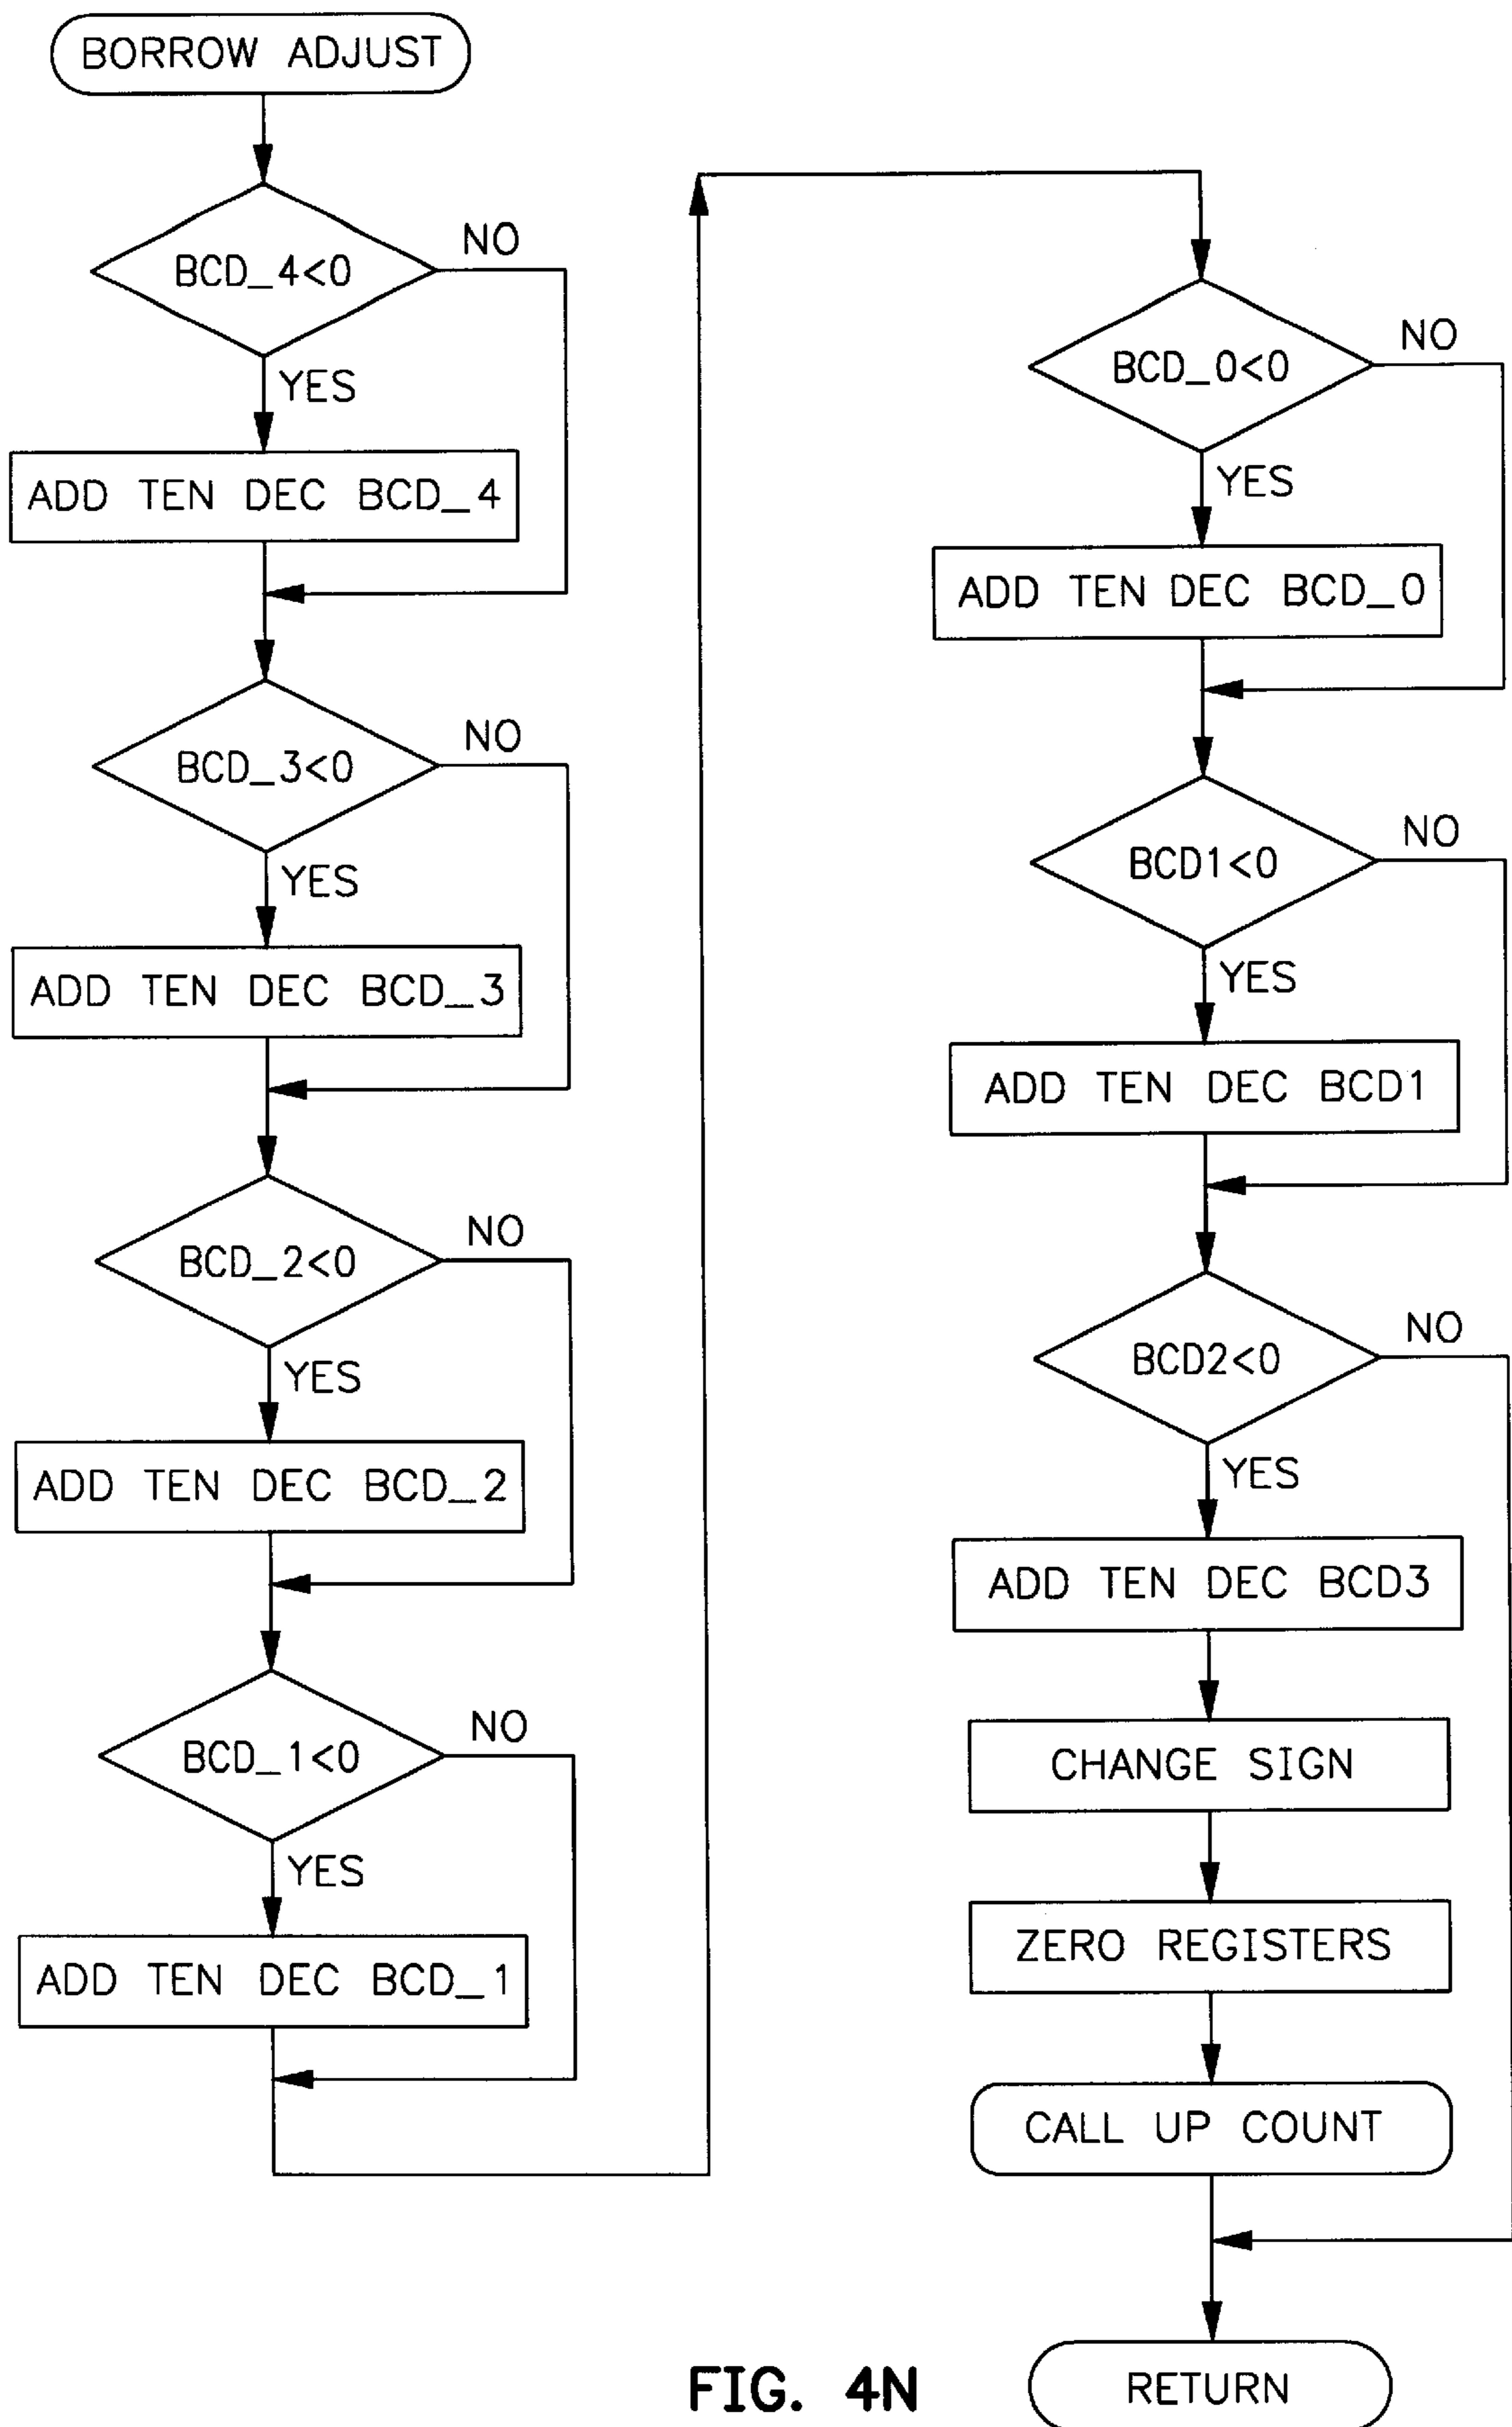 BORROW ADJUST
BCD_4<0
NO
YES
ADD TEN DEC BCD_4
BCD_3<0
NO
YES
ADD TEN DEC BCD_3
BCD_2<0
NO
YES
ADD TEN DEC BCD_2
BCD_1<0
NO
YES
ADD TEN DEC BCD_1
BCD_0<0
NO
YES
ADD TEN DEC BCD_0
BCD1<0
NO
YES
ADD TEN DEC BCD1
BCD2<0
NO
YES
ADD TEN DEC BCD3
CHANGE SIGN
ZERO REGISTERS
CALL UP COUNT
RETURN
FIG. 4N